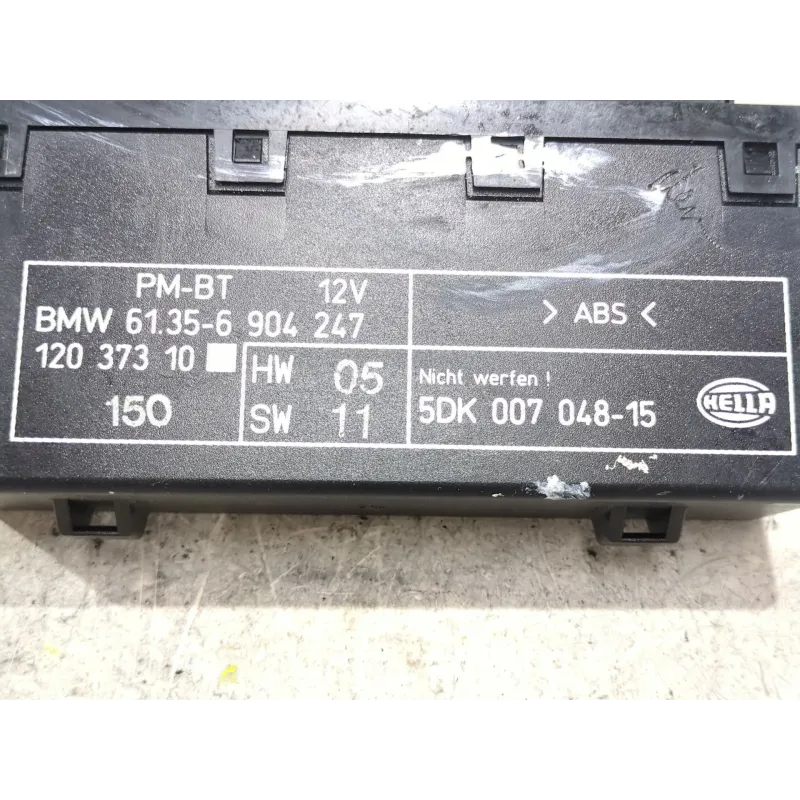 PM-BT 12V
BMW 61.35-6 904 247
120 373 10
HW 05
150
SW 11
> ABS <
Nicht werfen !
5DK 007 048-15
HELLA